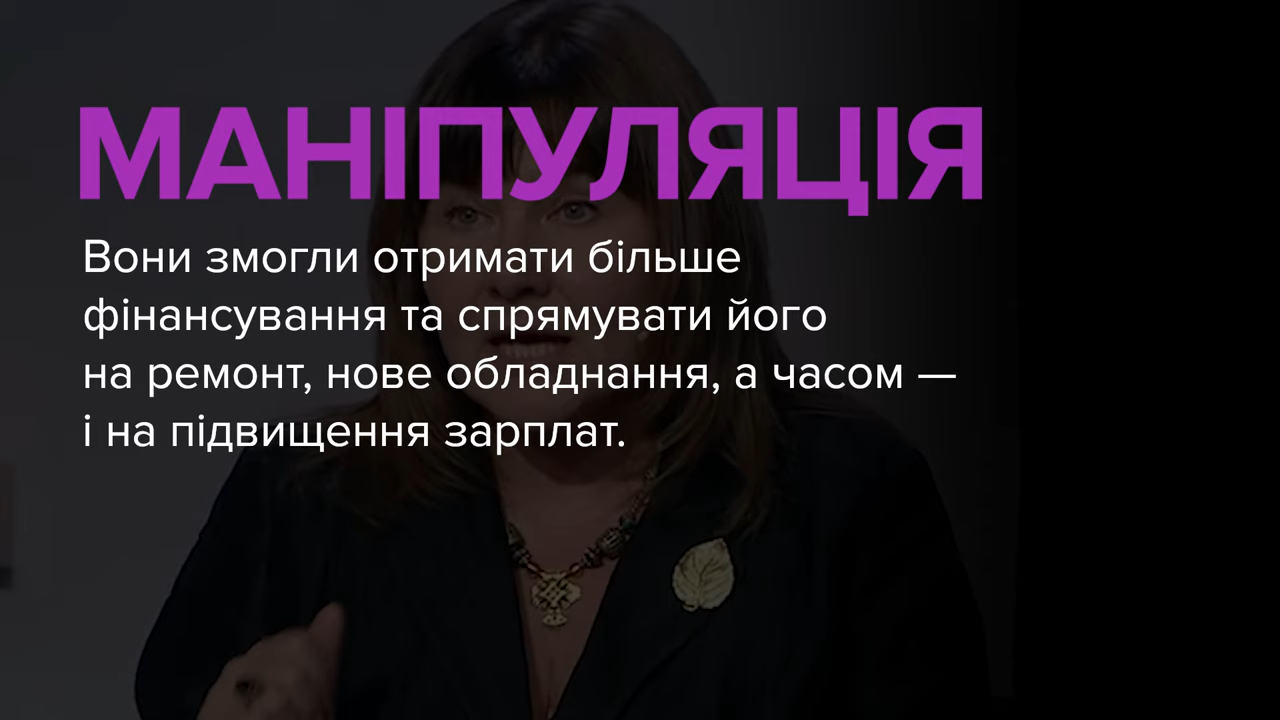 МАНІПУЛЯЦІЯ
Вони змогли отримати більше
фінансування та спрямувати його
на ремонт, нове обладнання, а часом —
і на підвищення зарплат.